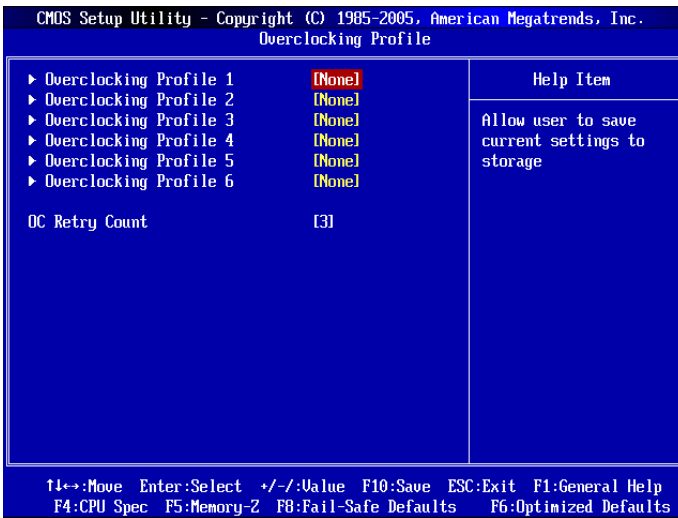 CMOS Setup Utility - Copyright (C) 1985-2005, American Megatrends, Inc.
Overclocking Profile
▶ Overclocking Profile 1 [None]
▶ Overclocking Profile 2 [None]
▶ Overclocking Profile 3 [None]
▶ Overclocking Profile 4 [None]
▶ Overclocking Profile 5 [None]
▶ Overclocking Profile 6 [None]
OC Retry Count [3]
Help Item
Allow user to save
current settings to
storage
↑↓←→:Move Enter:Select +/-/:Value F10:Save ESC:Exit F1:General Help
F4:CPU Spec F5:Memory-Z F8:Fail-Safe Defaults F6:Optimized Defaults